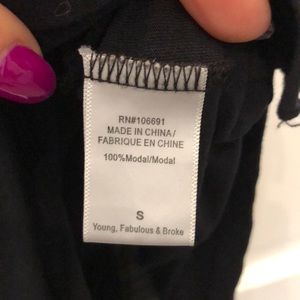 RN#106691
MADE IN CHINA/
FABRIQUE EN CHINE
100%Modal/Modal
S
Young, Fabulous & Broke